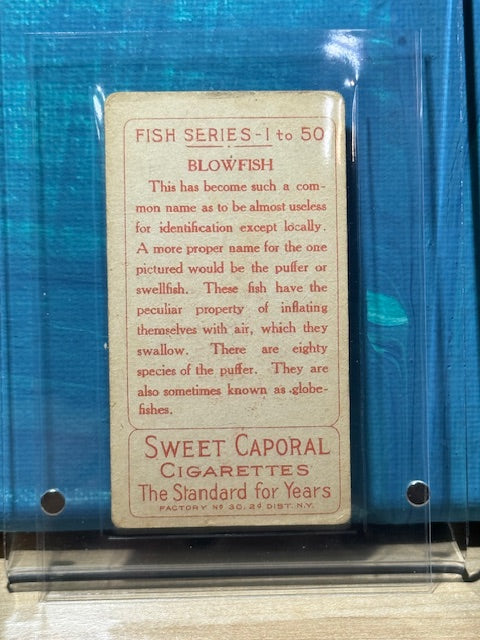 FISH SERIES-1 to 50
BLOWFISH
This has become such a com-
mon name as to be almost useless
for identification except locally.
A more proper name for the one
pictured would be the puffer or
swellfish. These fish have the
peculiar property of inflating
themselves with air, which they
swallow. There are eighty
species of the puffer. They are
also sometimes known as globe-
fishes.
SWEET CAPORAL
CIGARETTES
The Standard for Years
FACTORY No 30, 2d DIST. N.Y.